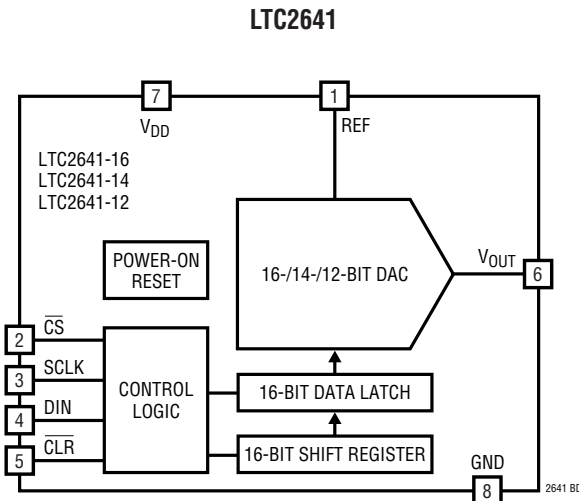 LTC2641
7
1
V_DD
REF
LTC2641-16
LTC2641-14
LTC2641-12
POWER-ON
RESET
16-/14-/12-BIT DAC
V_OUT
6
2
C̅S̅
3
SCLK
4
DIN
5
C̅L̅R̅
CONTROL
LOGIC
16-BIT DATA LATCH
16-BIT SHIFT REGISTER
GND
8
2641 BD